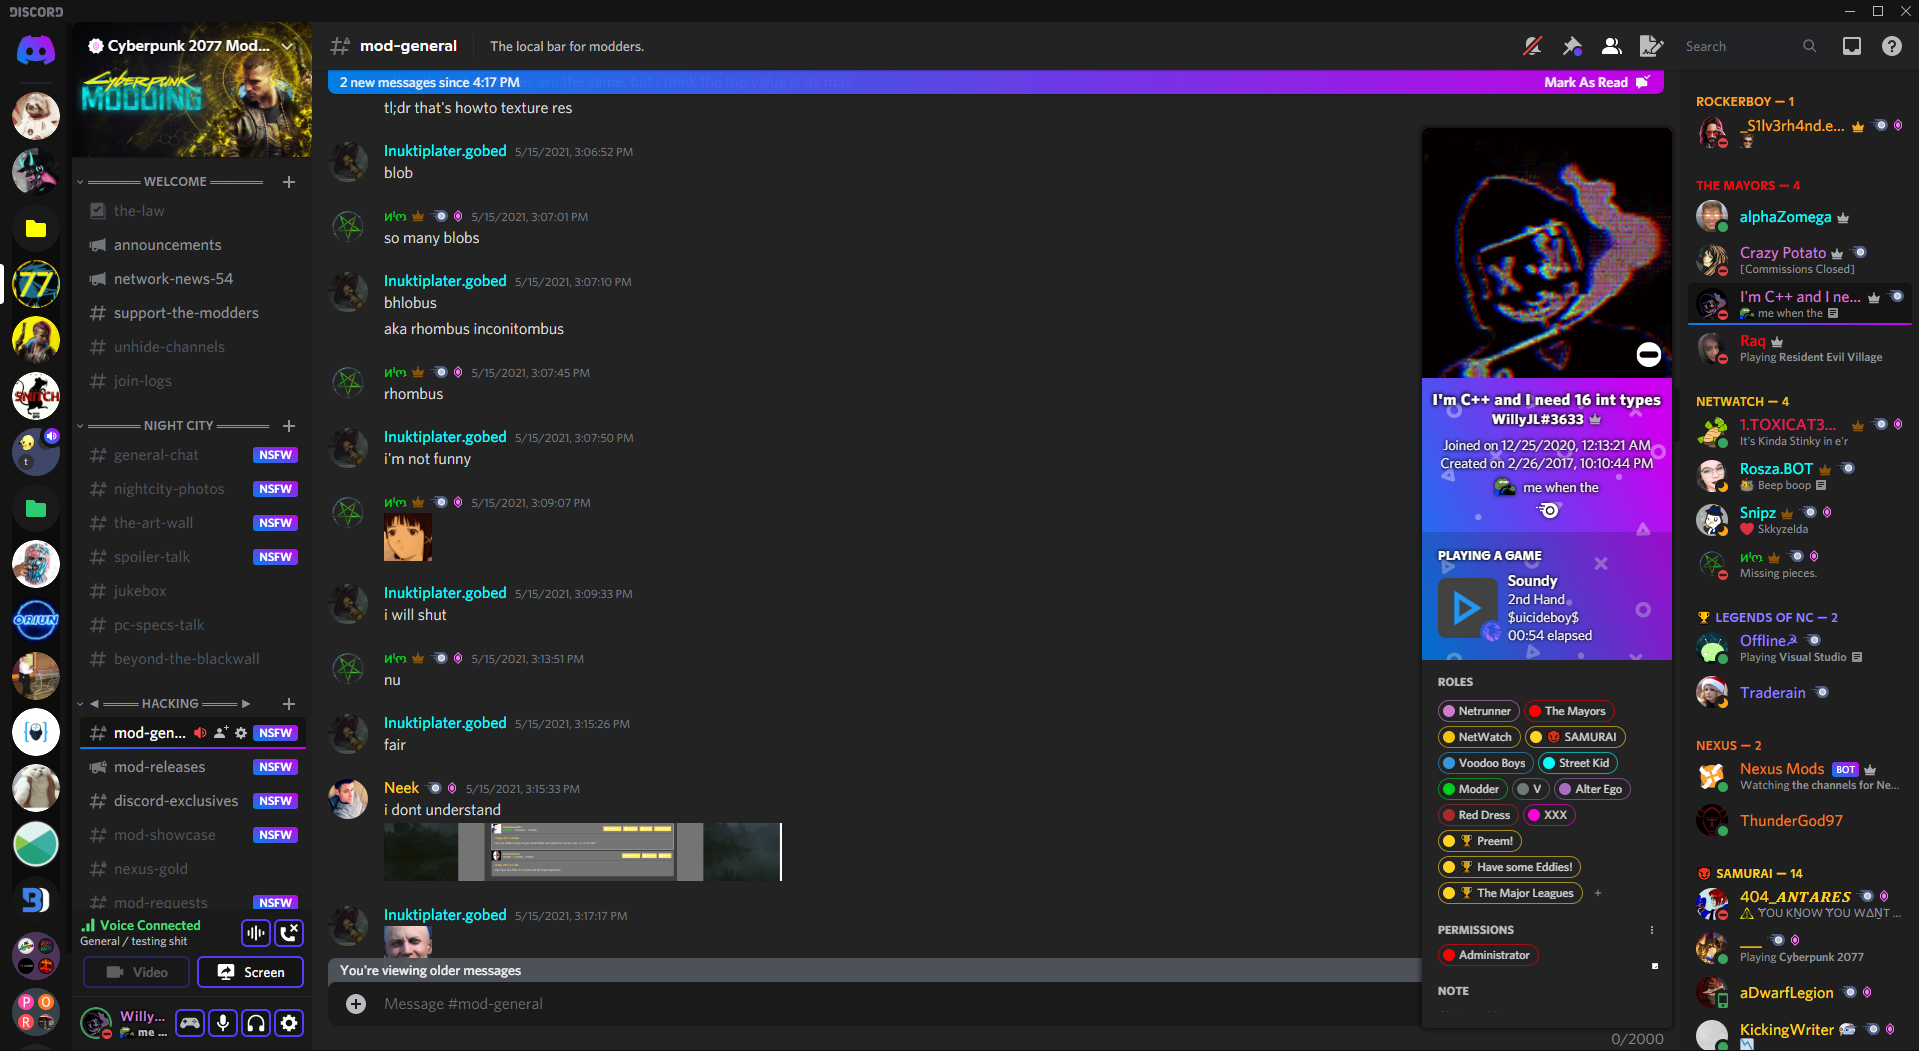 DISCORD
Cyberpunk 2077 Mod...
CYBERPUNK
MODDING
WELCOME
the-law
announcements
network-news-54
support-the-modders
unhide-channels
join-logs
NIGHT CITY
general-chat NSFW
nightcity-photos NSFW
the-art-wall NSFW
spoiler-talk NSFW
jukebox
pc-specs-talk
beyond-the-blackwall
HACKING
mod-gen... NSFW
mod-releases NSFW
discord-exclusives NSFW
mod-showcase NSFW
nexus-gold
mod-requests NSFW
Voice Connected
General / testing shit
Video
Screen
Willy...
me ...
77
SNITCH
t
ORIUN
P O
R
mod-general
The local bar for modders.
Search
2 new messages since 4:17 PM
es are the same, but i think the top value is its max
Mark As Read
tl;dr that's howto texture res
Inuktiplater.gobed 5/15/2021, 3:06:52 PM
blob
5/15/2021, 3:07:01 PM
so many blobs
Inuktiplater.gobed 5/15/2021, 3:07:10 PM
bhlobus
aka rhombus inconitombus
5/15/2021, 3:07:45 PM
rhombus
Inuktiplater.gobed 5/15/2021, 3:07:50 PM
i'm not funny
5/15/2021, 3:09:07 PM
Inuktiplater.gobed 5/15/2021, 3:09:33 PM
i will shut
5/15/2021, 3:13:51 PM
nu
Inuktiplater.gobed 5/15/2021, 3:15:26 PM
fair
Neek 5/15/2021, 3:15:33 PM
i dont understand
Inuktiplater.gobed 5/15/2021, 3:17:17 PM
You're viewing older messages
Message #mod-general
0/2000
I'm C++ and I need 16 int types
WillyJL#3633
Joined on 12/25/2020, 12:13:21 AM
Created on 2/26/2017, 10:10:44 PM
me when the
PLAYING A GAME
Soundy
2nd Hand
$uicideboy$
00:54 elapsed
ROLES
Netrunner
The Mayors
NetWatch
SAMURAI
Voodoo Boys
Street Kid
Modder
V
Alter Ego
Red Dress
XXX
Preem!
Have some Eddies!
The Major Leagues
PERMISSIONS
Administrator
NOTE
ROCKERBOY — 1
_S1lv3rh4nd.e...
THE MAYORS — 4
alphaZomega
Crazy Potato
[Commissions Closed]
I'm C++ and I ne...
me when the
Raq
Playing Resident Evil Village
NETWATCH — 4
1.TOXICAT3...
It's Kinda Stinky in e'r
Rosza.BOT
Beep boop
Snipz
Skkyzelda
Missing pieces.
LEGENDS OF NC — 2
Offline
Playing Visual Studio
Traderain
NEXUS — 2
Nexus Mods BOT
Watching the channels for Ne...
ThunderGod97
SAMURAI — 14
404_ANTARES
YOU KNOW YOU WANT ...
___
Playing Cyberpunk 2077
aDwarfLegion
KickingWriter